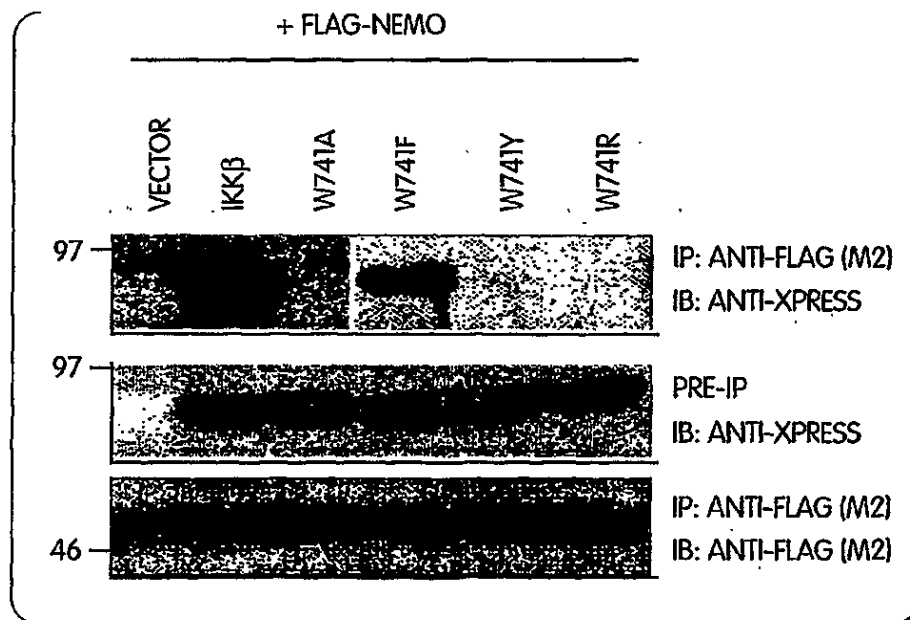 + FLAG-NEMO
VECTOR
IKKβ
W741A
W741F
W741Y
W741R
97
IP: ANTI-FLAG (M2)
IB: ANTI-XPRESS
97
PRE-IP
IB: ANTI-XPRESS
IP: ANTI-FLAG (M2)
46
IB: ANTI-FLAG (M2)